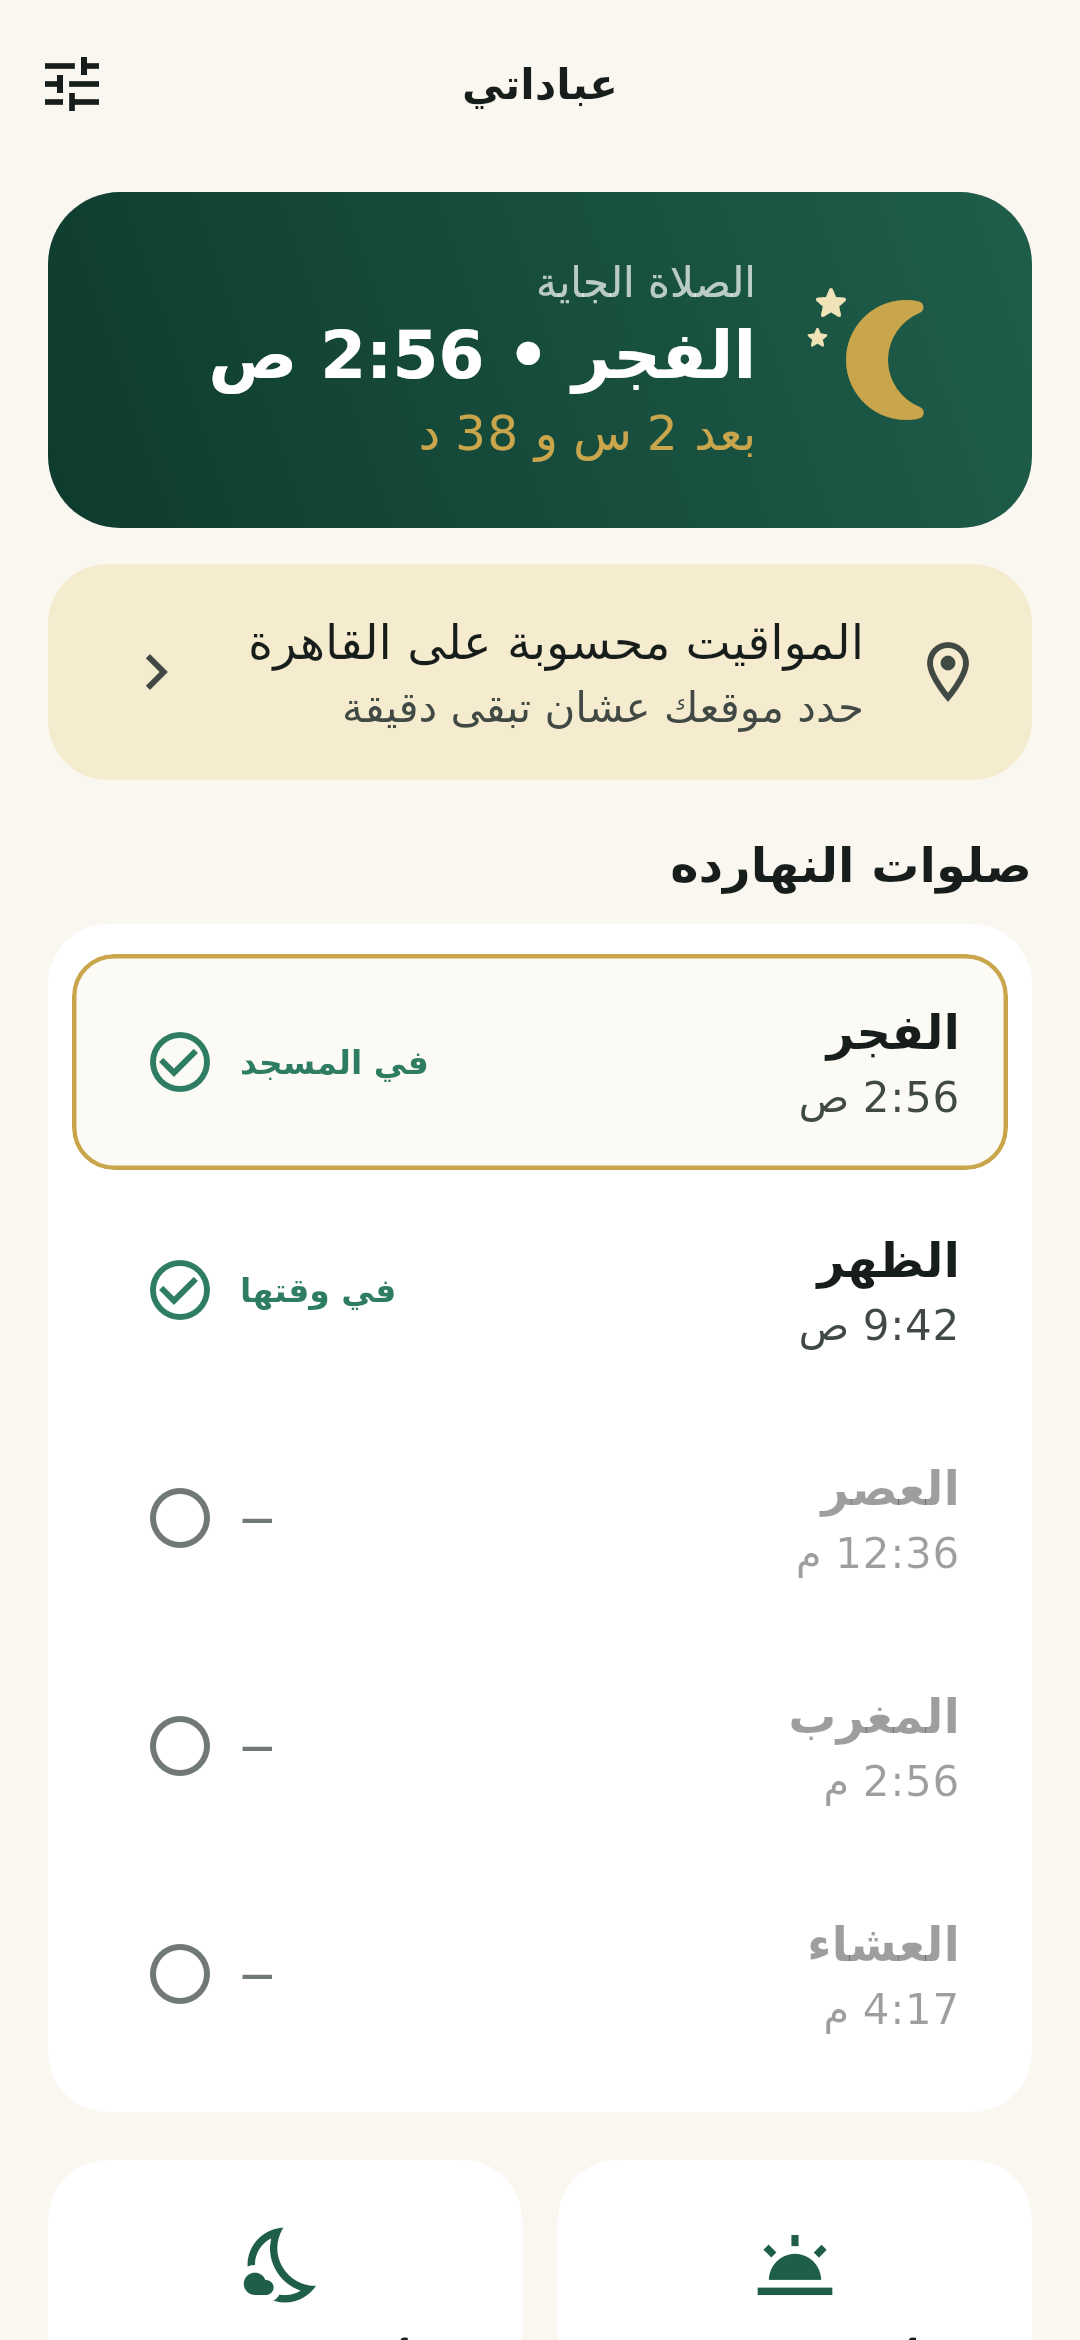 عباداتي
الصلاة الجاية
الفجر • 2:56 ص
بعد 2 س و 38 د
المواقيت محسوبة على القاهرة
حدد موقعك عشان تبقى دقيقة
صلوات النهارده
الفجر
2:56 ص
في المسجد
الظهر
9:42 ص
في وقتها
العصر
12:36 م
–
المغرب
2:56 م
–
العشاء
4:17 م
–